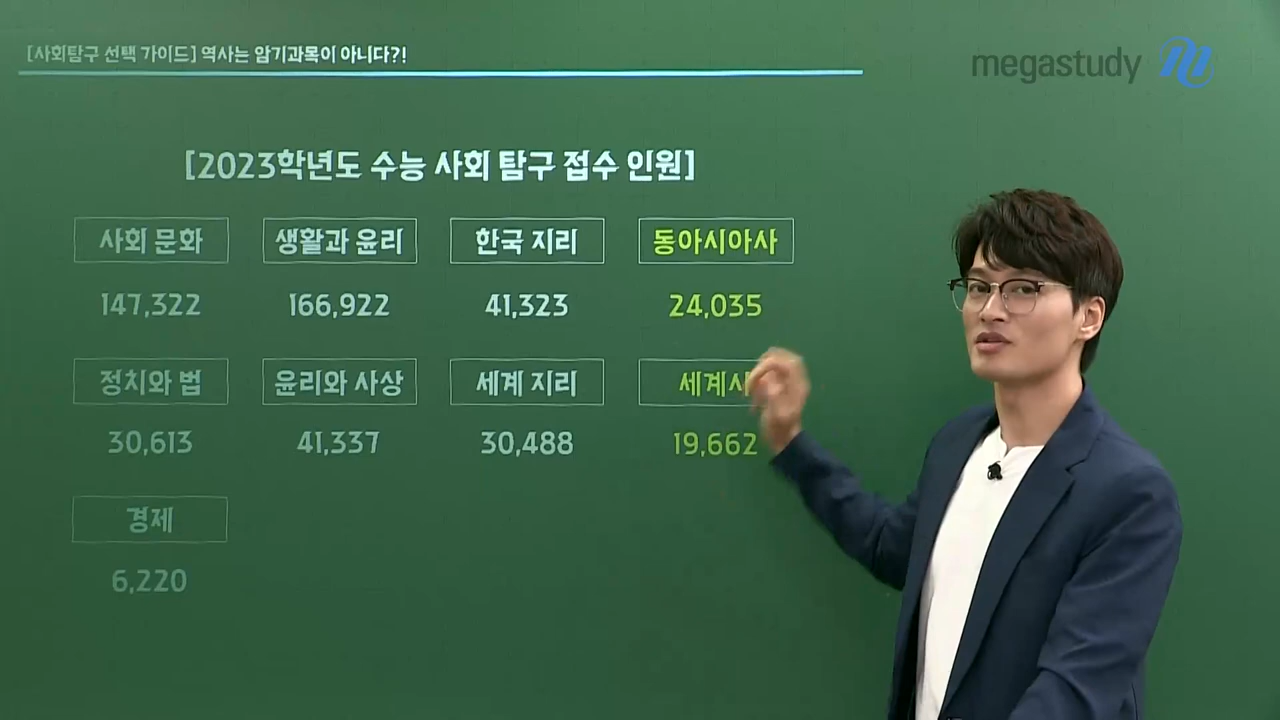 [사회탐구 선택 가이드] 역사는 암기과목이 아니다?!
megastudy
[2023학년도 수능 사회 탐구 접수 인원]
사회 문화 생활과 윤리 한국 지리 동아시아사
147,322 166,922 41,323 24,035
정치와 법 윤리와 사상 세계 지리 세계사
30,613 41,337 30,488 19,662
경제
6,220